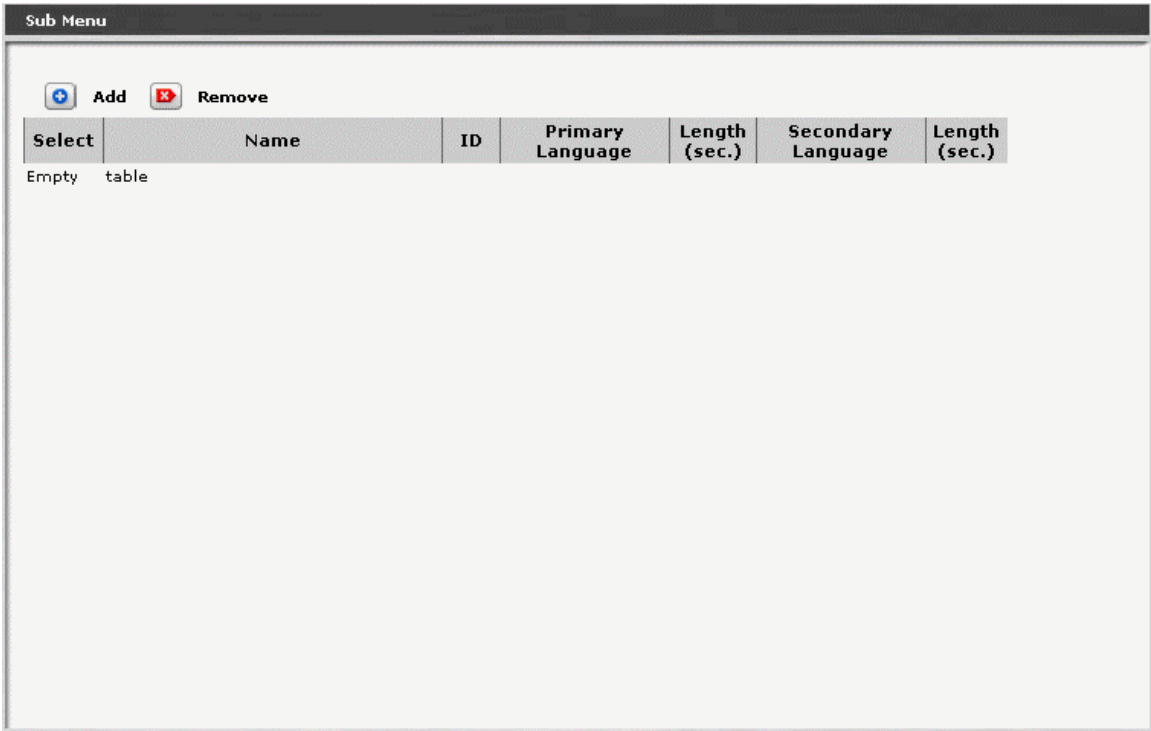 Sub Menu
Add Remove
Select Name ID Primary Language Length (sec.) Secondary Language Length (sec.)
Empty table